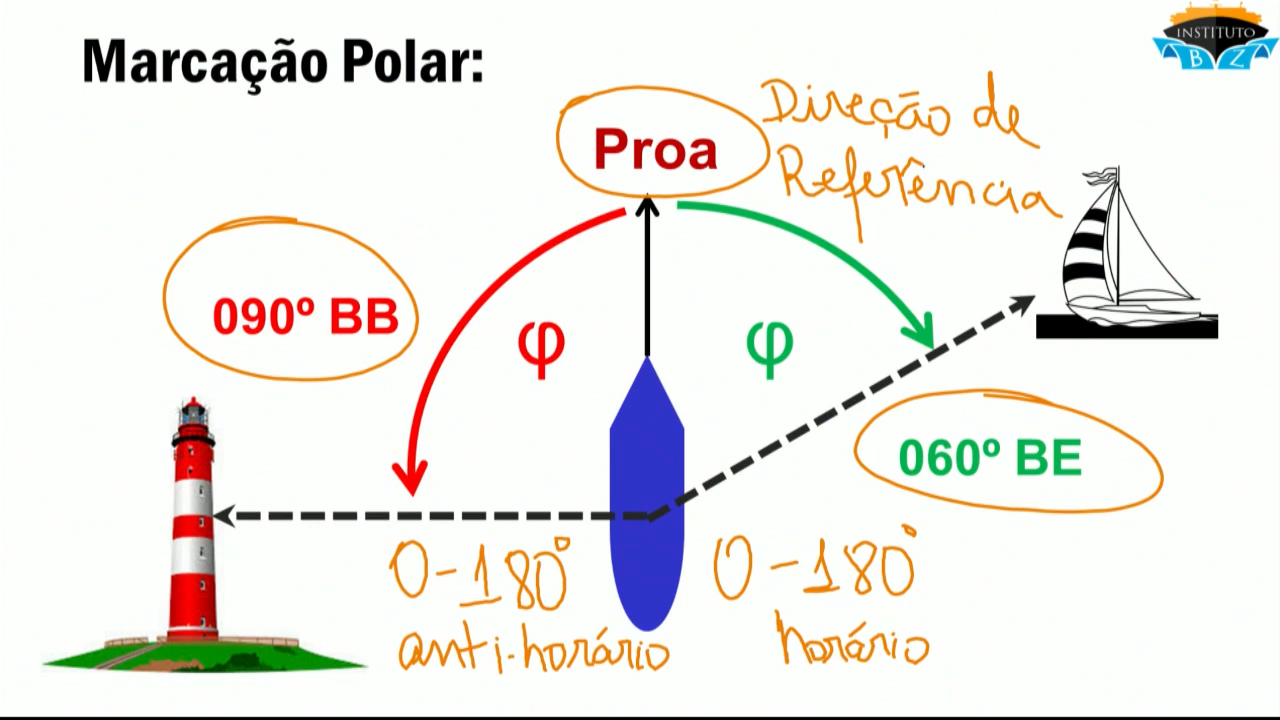 Marcação Polar:
INSTITUTO
B Z
Proa
Direção de
Referência
090º BB
φ
φ
060º BE
0-180°
0-180°
anti-horário
horário